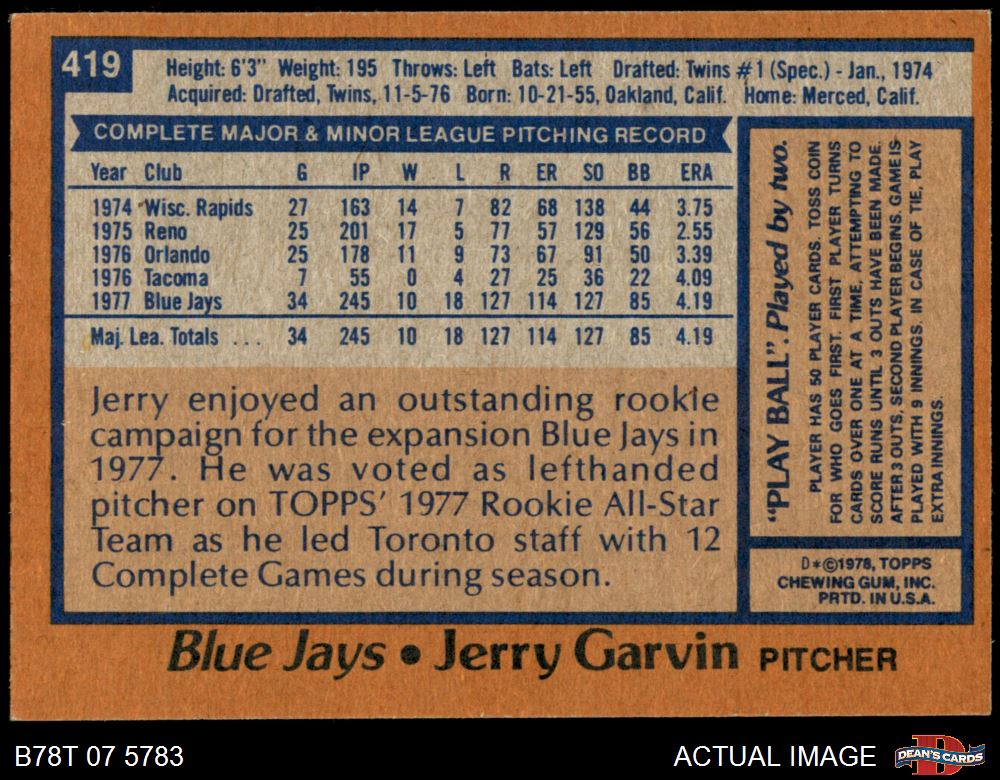 419
Height: 6'3" Weight: 195 Throws: Left Bats: Left Drafted: Twins #1 (Spec.) - Jan., 1974
Acquired: Drafted, Twins, 11-5-76 Born: 10-21-55, Oakland, Calif. Home: Merced, Calif.
COMPLETE MAJOR & MINOR LEAGUE PITCHING RECORD
Year Club G IP W L R ER SO BB ERA
1974 Wisc. Rapids 27 163 14 7 82 68 138 44 3.75
1975 Reno 25 201 17 5 77 57 129 56 2.55
1976 Orlando 25 178 11 9 73 67 91 50 3.39
1976 Tacoma 7 55 0 4 27 25 36 22 4.09
1977 Blue Jays 34 245 10 18 127 114 127 85 4.19
Maj. Lea. Totals ... 34 245 10 18 127 114 127 85 4.19
Jerry enjoyed an outstanding rookie
campaign for the expansion Blue Jays in
1977. He was voted as lefthanded
pitcher on TOPPS' 1977 Rookie All-Star
Team as he led Toronto staff with 12
Complete Games during season.
"PLAY BALL". Played by two.
PLAYER HAS 50 PLAYER CARDS. TOSS COIN
FOR WHO GOES FIRST. FIRST PLAYER TURNS
CARDS OVER ONE AT A TIME, ATTEMPTING TO
SCORE RUNS UNTIL 3 OUTS HAVE BEEN MADE.
AFTER 3 OUTS, SECOND PLAYER BEGINS. GAME IS
PLAYED WITH 9 INNINGS. IN CASE OF TIE, PLAY
EXTRA INNINGS.
D*©1978, TOPPS
CHEWING GUM, INC.
PRTD. IN U.S.A.
Blue Jays • Jerry Garvin PITCHER
B78T 07 5783
ACTUAL IMAGE
D
DEAN'S CARDS